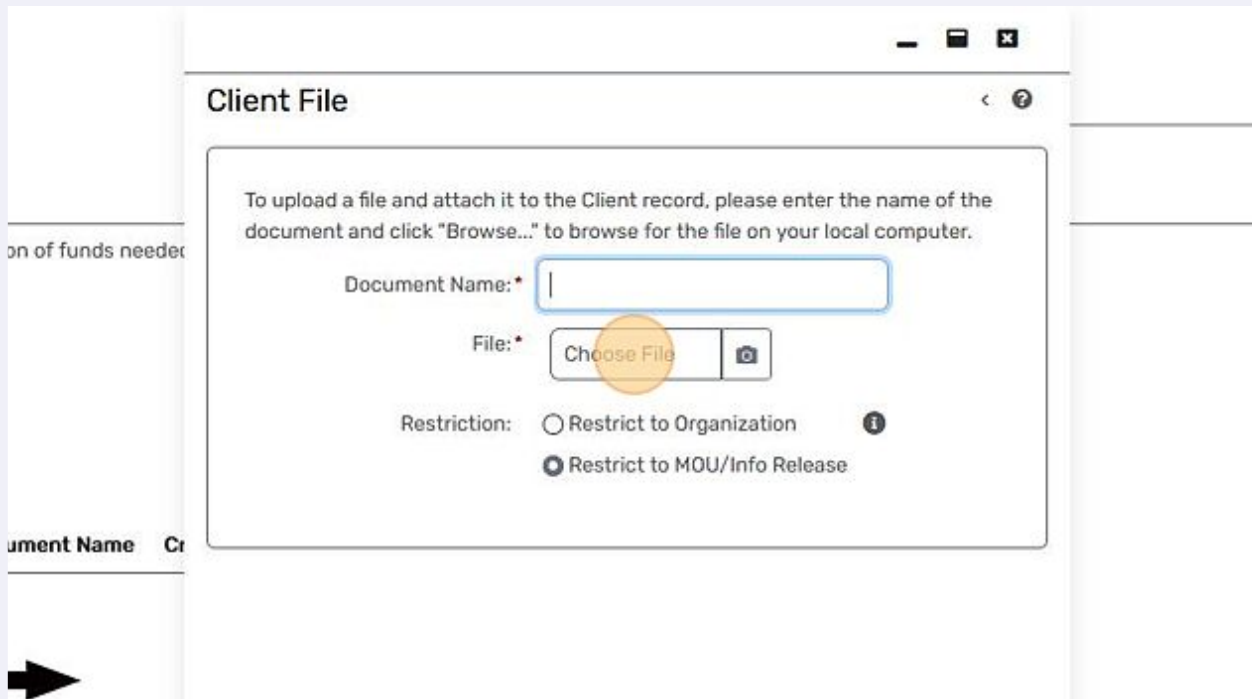 Client File
To upload a file and attach it to the Client record, please enter the name of the
document and click "Browse..." to browse for the file on your local computer.
on of funds needed
Document Name:*
File:*
Choose File
Restriction:
Restrict to Organization
Restrict to MOU/Info Release
ument Name Cr